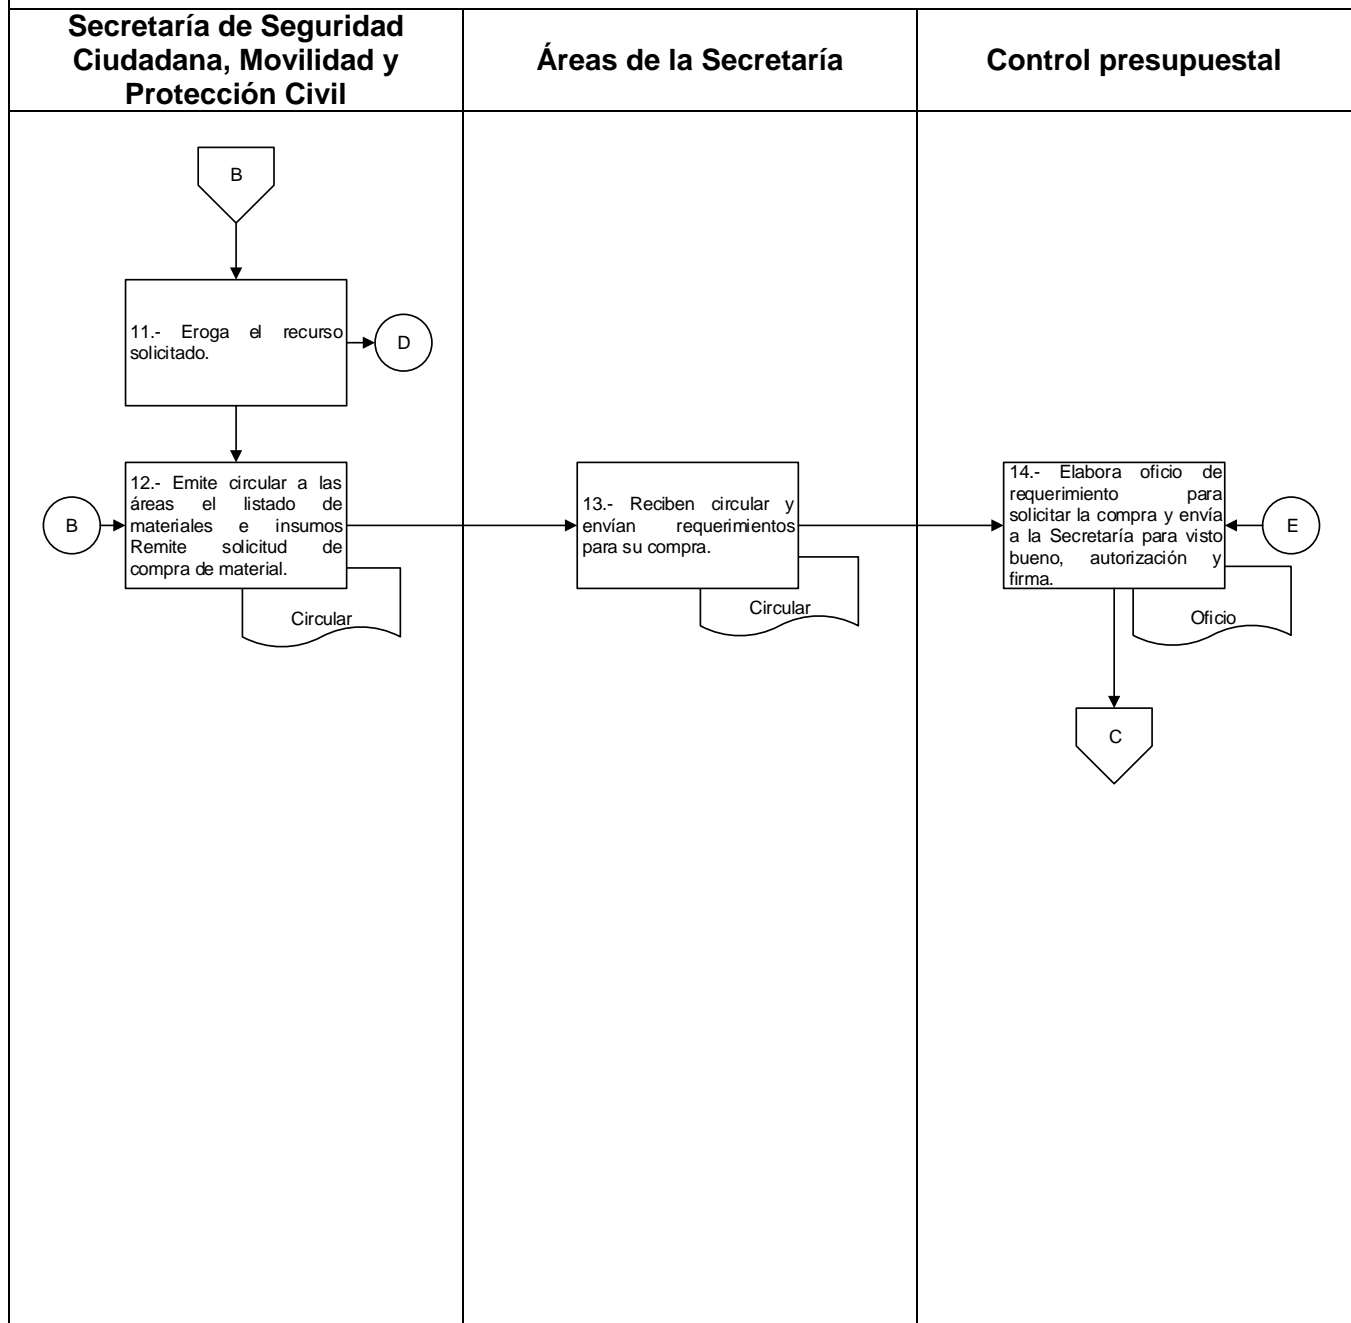 Secretaría de Seguridad
Ciudadana, Movilidad y
Protección Civil
Áreas de la Secretaría
Control presupuestal
B
11.- Eroga el recurso
solicitado.
D
B
12.- Emite circular a las
áreas el listado de
materiales e insumos
Remite solicitud de
compra de material.
Circular
13.- Reciben circular y
envían requerimientos
para su compra.
Circular
14.- Elabora oficio de
requerimiento para
solicitar la compra y envía
a la Secretaría para visto
bueno, autorización y
firma.
Oficio
E
C